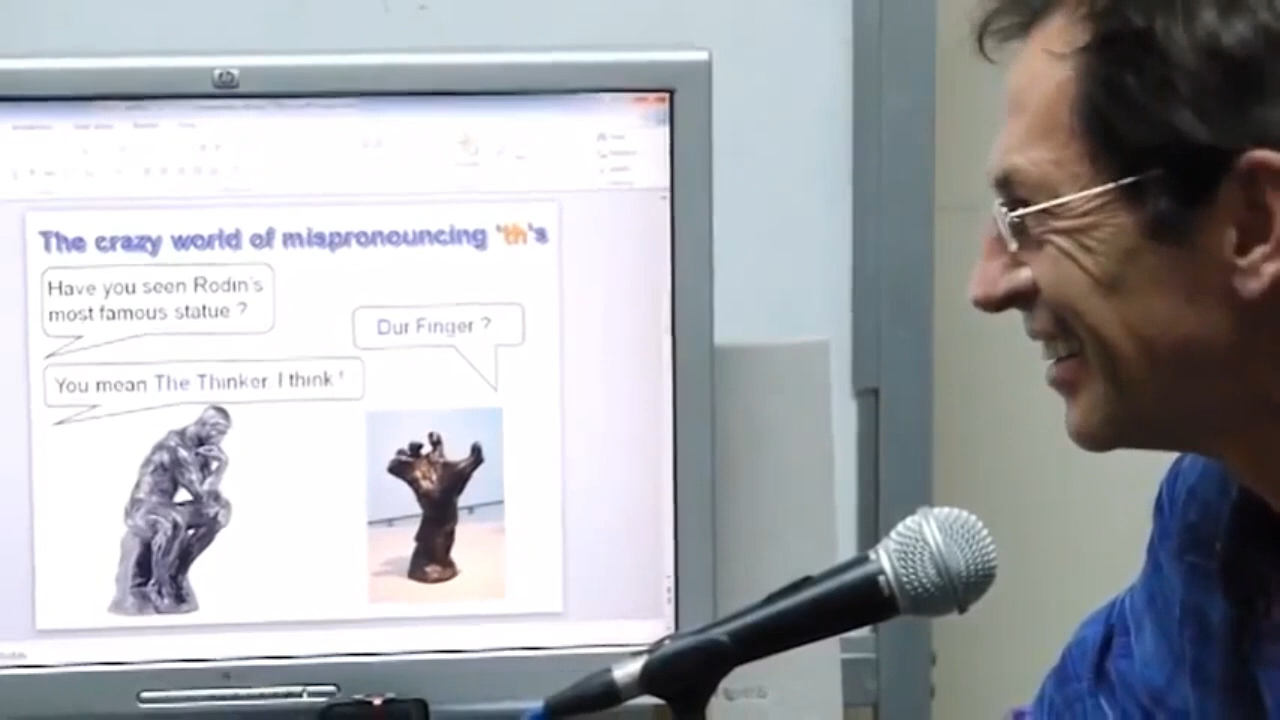 hp
The crazy world of mispronouncing 'th's
Have you seen Rodin's
most famous statue ?
Dur Finger ?
You mean The Thinker, I think !